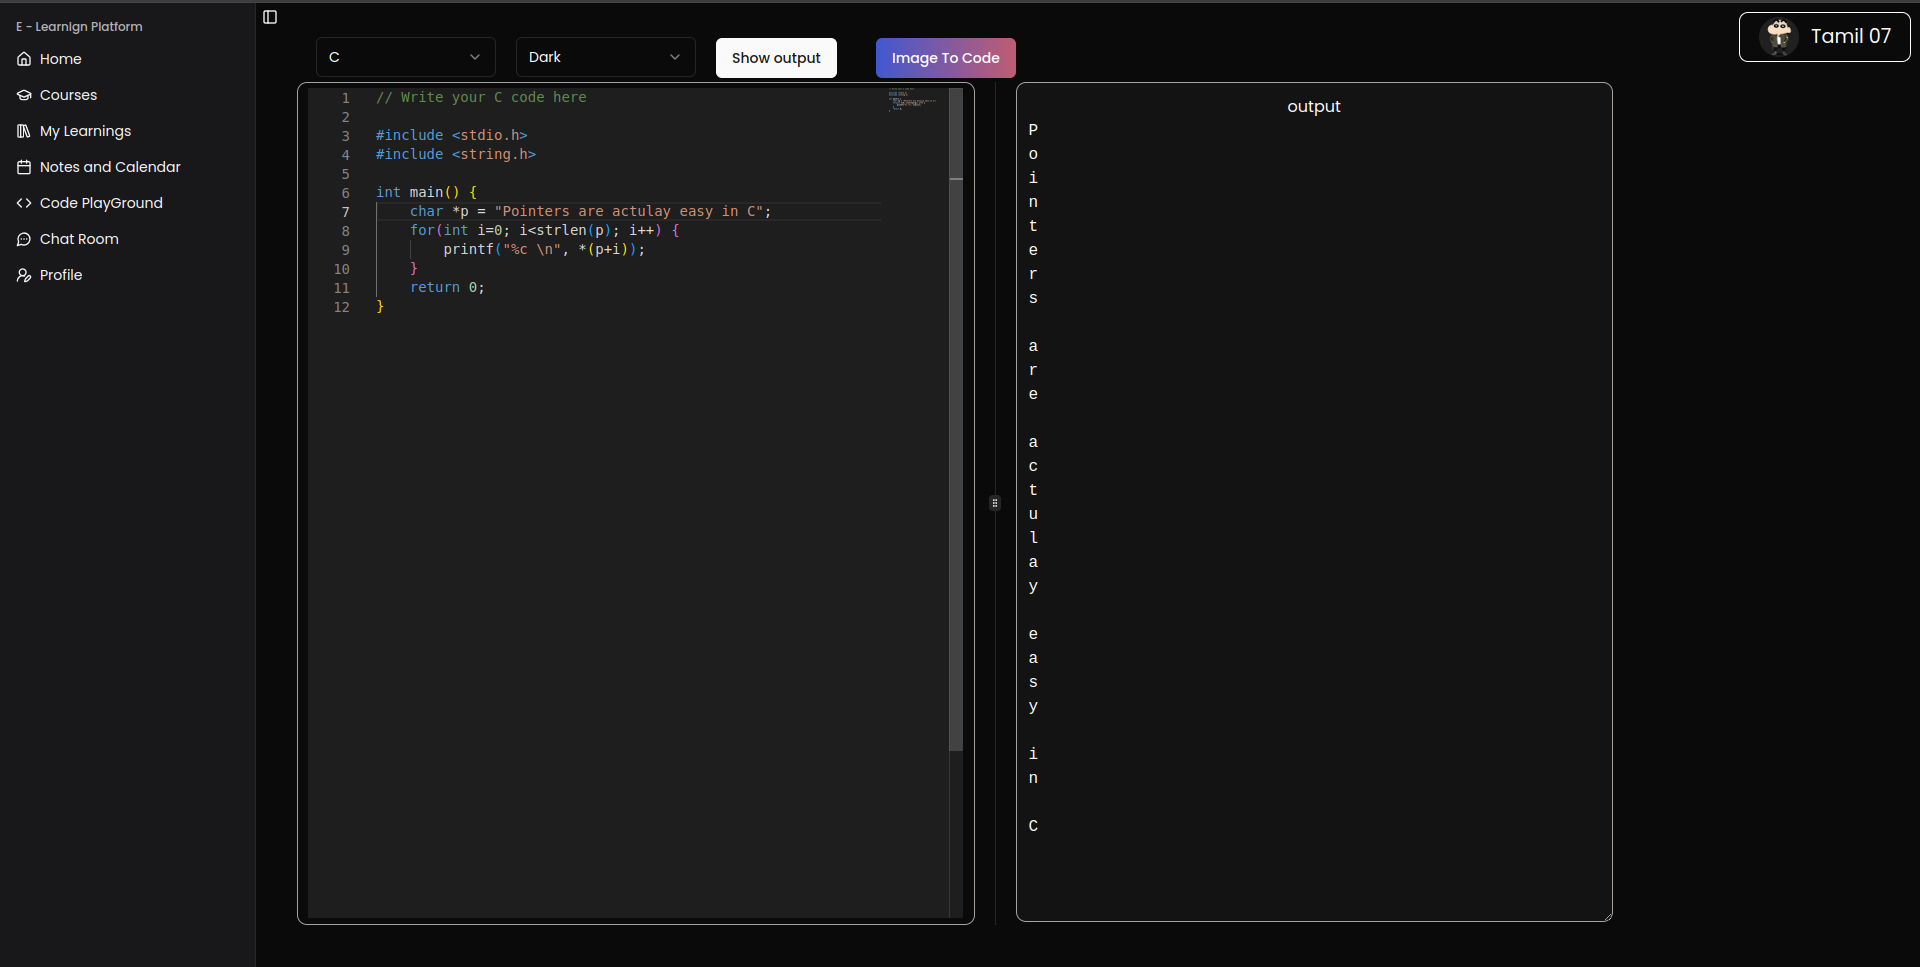 E - Learnign Platform
Home
Courses
My Learnings
Notes and Calendar
Code PlayGround
Chat Room
Profile
C
Dark
Show output
Image To Code
Tamil 07
1 // Write your C code here
2
3 #include <stdio.h>
4 #include <string.h>
5
6 int main() {
7 char *p = "Pointers are actulay easy in C";
8 for(int i=0; i<strlen(p); i++) {
9 printf("%c \n", *(p+i));
10 }
11 return 0;
12 }
output
P
o
i
n
t
e
r
s

a
r
e

a
c
t
u
l
a
y

e
a
s
y

i
n

C